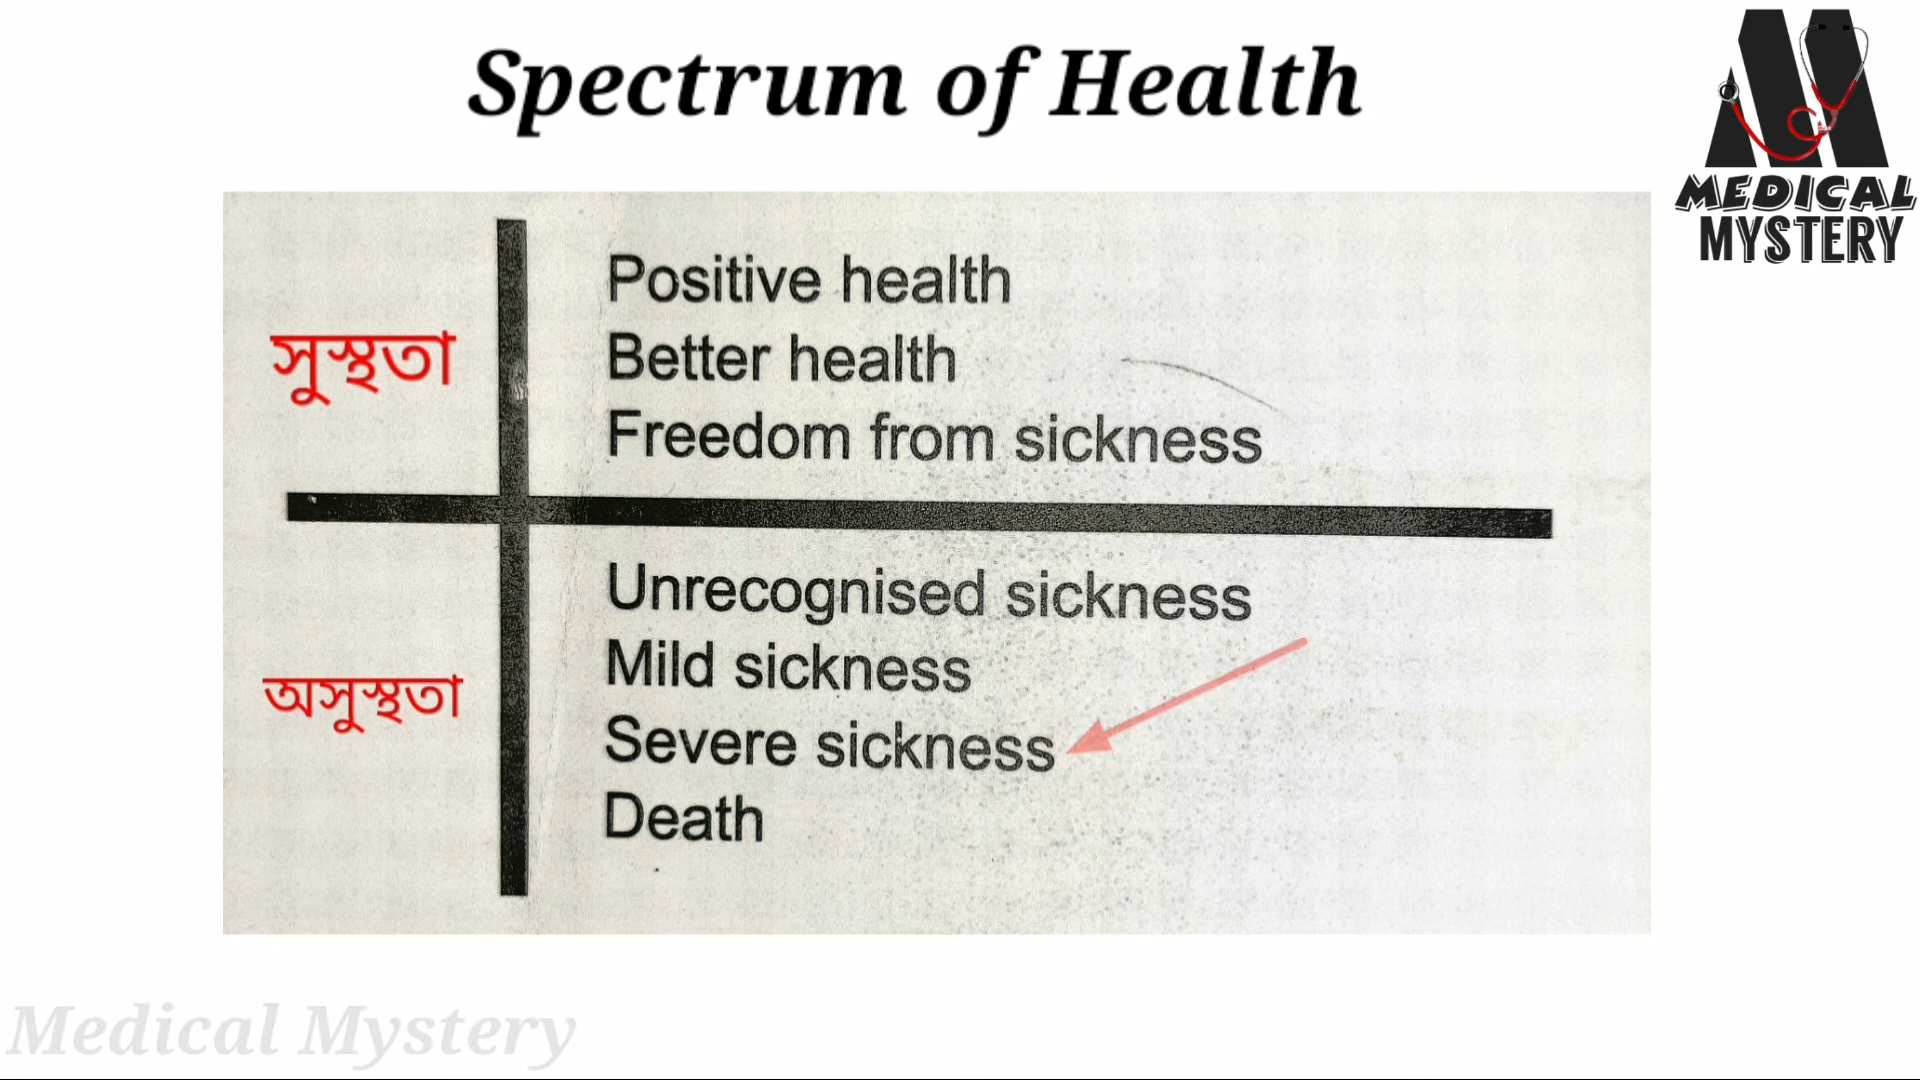 Spectrum of Health
MEDICAL
MYSTERY
সুস্থতা
Positive health
Better health
Freedom from sickness
অসুস্থতা
Unrecognised sickness
Mild sickness
Severe sickness
Death
Medical Mystery